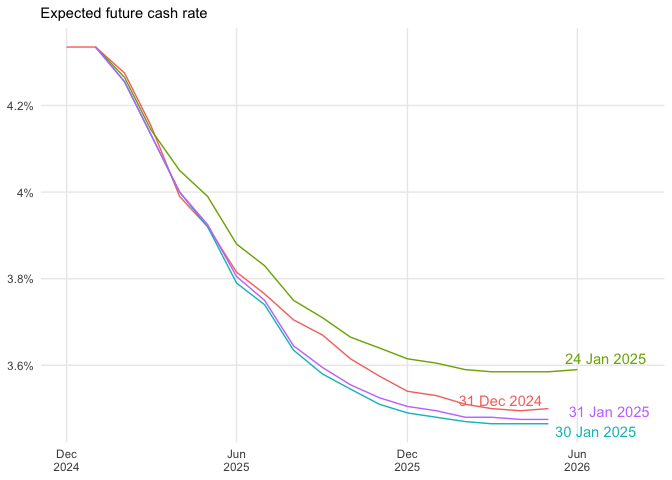 Expected future cash rate
4.2%
4%
3.8%
3.6%
24 Jan 2025
31 Dec 2024
31 Jan 2025
30 Jan 2025
Dec
2024
Jun
2025
Dec
2025
Jun
2026